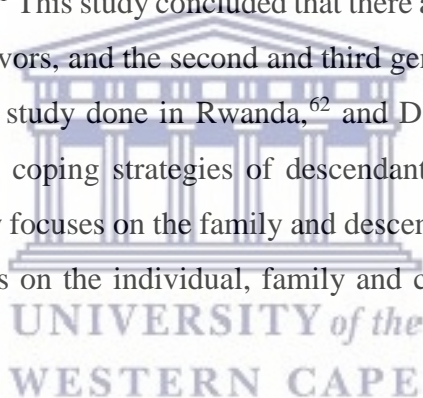 This study concluded that there a
vors, and the second and third ger
study done in Rwanda,⁶² and D
coping strategies of descendant
focuses on the family and descen
s on the individual, family and c
UNIVERSITY of the
WESTERN CAPE